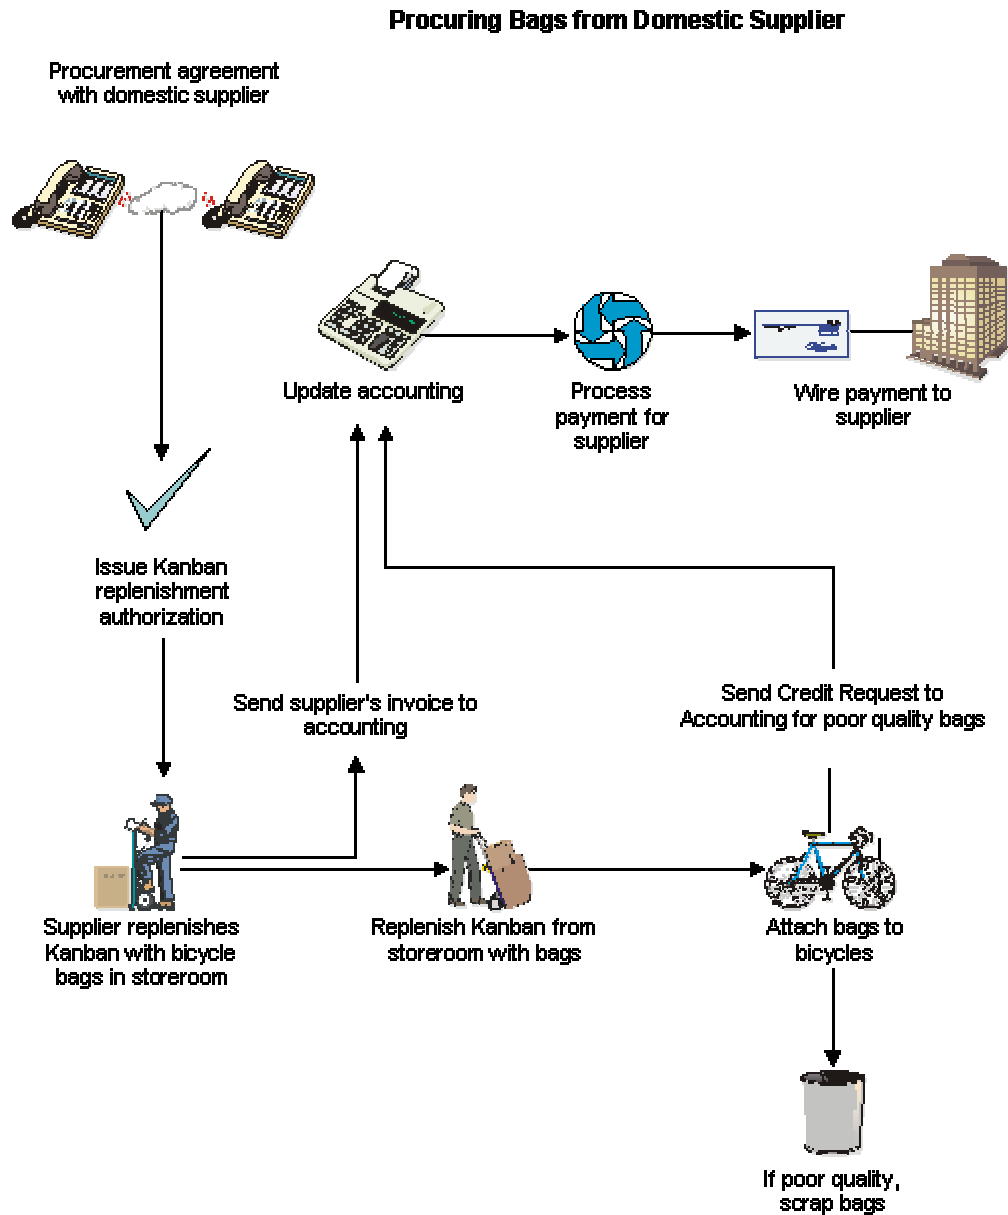 Procuring Bags from Domestic Supplier
Procurement agreement
with domestic supplier
Update accounting
Process
payment for
supplier
Wire payment to
supplier
Issue Kanban
replenishment
authorization
Send supplier's invoice to
accounting
Send Credit Request to
Accounting for poor quality bags
Supplier replenishes
Kanban with bicycle
bags in storeroom
Replenish Kanban from
storeroom with bags
Attach bags to
bicycles
If poor quality,
scrap bags